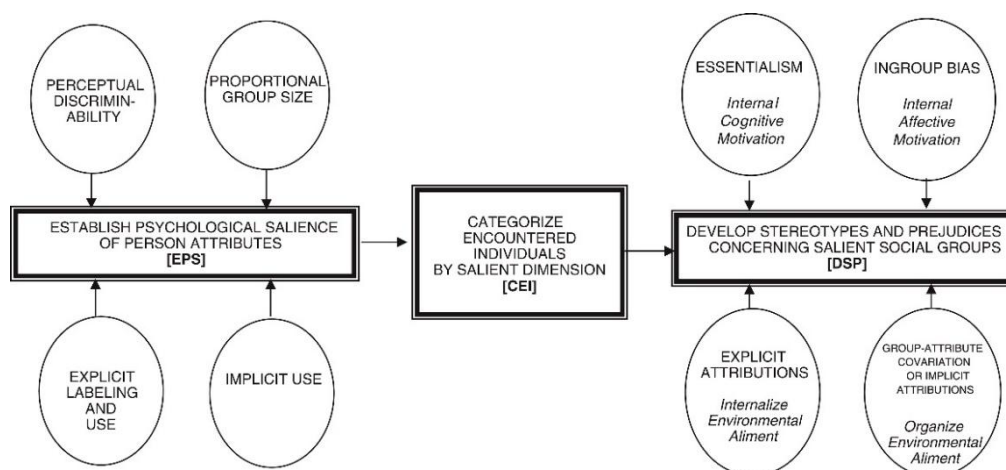 PERCEPTUAL
DISCRIMIN-
ABILITY
PROPORTIONAL
GROUP SIZE
ESSENTIALISM
Internal
Cognitive
Motivation
INGROUP BIAS
Internal
Affective
Motivation
ESTABLISH PSYCHOLOGICAL SALIENCE
OF PERSON ATTRIBUTES
[EPS]
CATEGORIZE
ENCOUNTERED
INDIVIDUALS
BY SALIENT DIMENSION
[CEI]
DEVELOP STEREOTYPES AND PREJUDICES
CONCERNING SALIENT SOCIAL GROUPS
[DSP]
EXPLICIT
LABELING
AND
USE
IMPLICIT USE
EXPLICIT
ATTRIBUTIONS
Internalize
Environmental
Aliment
GROUP-ATTRIBUTE
COVARIATION
OR IMPLICIT
ATTRIBUTIONS
Organize
Environmental
Aliment